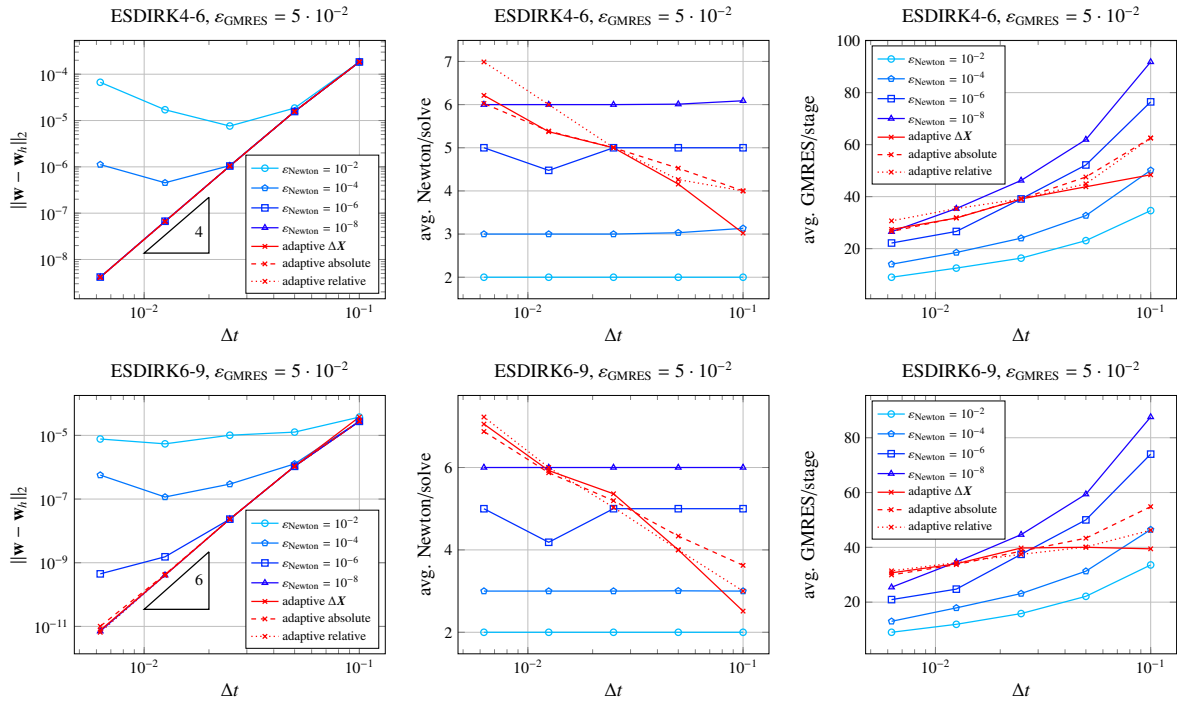 ESDIRK4-6, εGMRES = 5 · 10⁻²
‖w − wₕ‖₂
10⁻⁴
10⁻⁵
10⁻⁶
10⁻⁷
10⁻⁸
10⁻²
10⁻¹
Δt
4
εNewton = 10⁻²
εNewton = 10⁻⁴
εNewton = 10⁻⁶
εNewton = 10⁻⁸
adaptive ΔX
adaptive absolute
adaptive relative
ESDIRK4-6, εGMRES = 5 · 10⁻²
avg. Newton/solve
7
6
5
4
3
2
10⁻²
10⁻¹
Δt
ESDIRK4-6, εGMRES = 5 · 10⁻²
avg. GMRES/stage
100
80
60
40
20
10⁻²
10⁻¹
Δt
εNewton = 10⁻²
εNewton = 10⁻⁴
εNewton = 10⁻⁶
εNewton = 10⁻⁸
adaptive ΔX
adaptive absolute
adaptive relative
ESDIRK6-9, εGMRES = 5 · 10⁻²
‖w − wₕ‖₂
10⁻⁵
10⁻⁷
10⁻⁹
10⁻¹¹
10⁻²
10⁻¹
Δt
6
εNewton = 10⁻²
εNewton = 10⁻⁴
εNewton = 10⁻⁶
εNewton = 10⁻⁸
adaptive ΔX
adaptive absolute
adaptive relative
ESDIRK6-9, εGMRES = 5 · 10⁻²
avg. Newton/solve
6
4
2
10⁻²
10⁻¹
Δt
ESDIRK6-9, εGMRES = 5 · 10⁻²
avg. GMRES/stage
80
60
40
20
10⁻²
10⁻¹
Δt
εNewton = 10⁻²
εNewton = 10⁻⁴
εNewton = 10⁻⁶
εNewton = 10⁻⁸
adaptive ΔX
adaptive absolute
adaptive relative